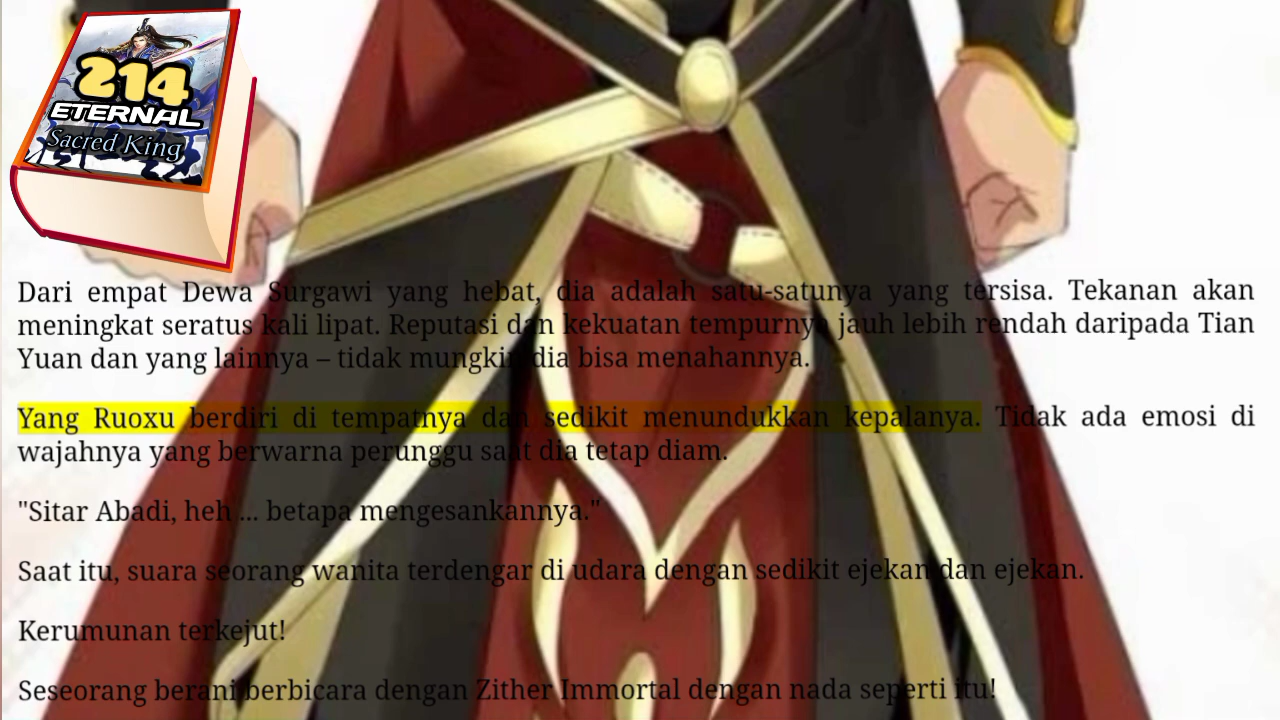 214
ETERNAL
Sacred King
Dari empat Dewa Surgawi yang hebat, dia adalah satu-satunya yang tersisa. Tekanan akan
meningkat seratus kali lipat. Reputasi dan kekuatan tempurnya jauh lebih rendah daripada Tian
Yuan dan yang lainnya – tidak mungkin dia bisa menahannya.
Yang Ruoxu berdiri di tempatnya dan sedikit menundukkan kepalanya. Tidak ada emosi di
wajahnya yang berwarna perunggu saat dia tetap diam.
"Sitar Abadi, heh ... betapa mengesankannya."
Saat itu, suara seorang wanita terdengar di udara dengan sedikit ejekan dan ejekan.
Kerumunan terkejut!
Seseorang berani berbicara dengan Zither Immortal dengan nada seperti itu!